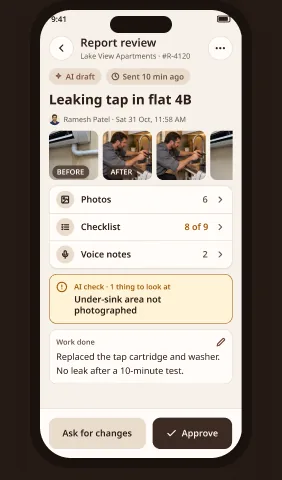 9:41
Report review
Lake View Apartments · #R-4120
AI draft
Sent 10 min ago
Leaking tap in flat 4B
Ramesh Patel · Sat 31 Oct, 11:58 AM
BEFORE
AFTER
Photos 6
Checklist 8 of 9
Voice notes 2
AI check · 1 thing to look at
Under-sink area not
photographed
Work done
Replaced the tap cartridge and washer.
No leak after a 10-minute test.
Ask for changes
Approve